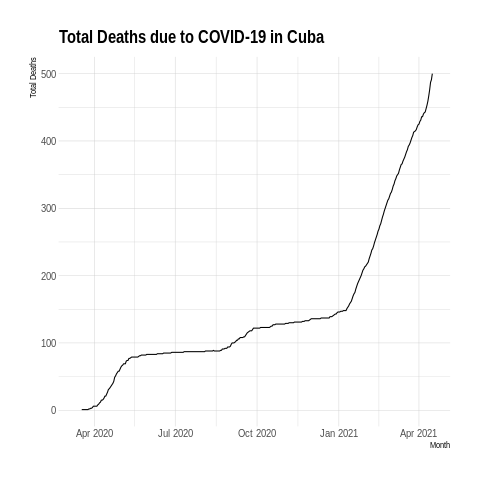 Total Deaths due to COVID-19 in Cuba
Total Deaths
500
400
300
200
100
0
Apr 2020 Jul 2020 Oct 2020 Jan 2021 Apr 2021
Month